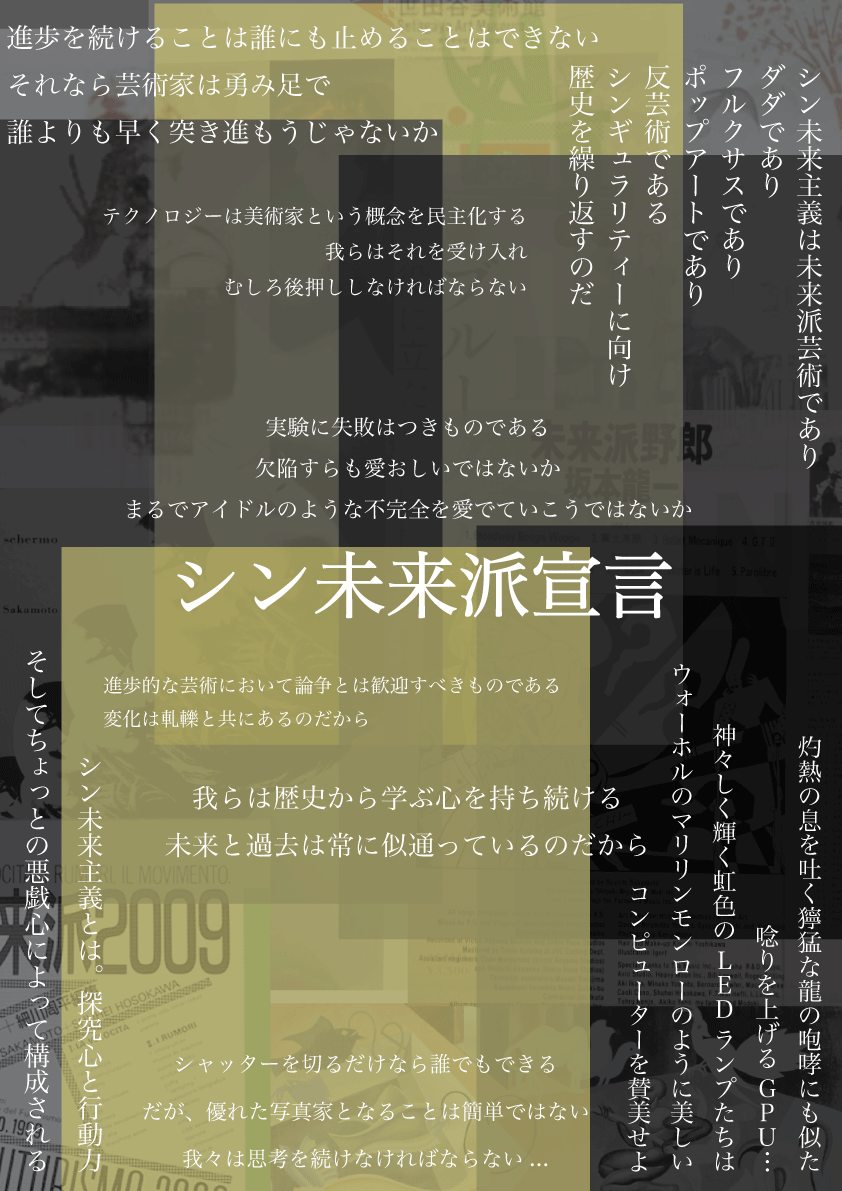 進歩を続けることは誰にも止めることはできない
それなら芸術家は勇み足で
誰よりも早く突き進もうじゃないか
シン未来主義は未来派芸術であり
ダダであり
フルクサスであり
ポップアートであり
反芸術である
シンギュラリティーに向け
歴史を繰り返すのだ
テクノロジーは美術家という概念を民主化する
我らはそれを受け入れ
むしろ後押ししなければならない
実験に失敗はつきものである
欠陥すらも愛おしいではないか
まるでアイドルのような不完全を愛でていこうではないか
未来派野郎
坂本龍一
schermo
Sakamoto
シン未来派宣言
進歩的な芸術において論争とは歓迎すべきものである
変化は軋轢と共にあるのだから
我らは歴史から学ぶ心を持ち続ける
未来と過去は常に似通っているのだから
灼熱の息を吐く獰猛な龍の咆哮にも似た
唸りを上げるGPU…
神々しく輝く虹色のLEDランプたちは
ウォーホルのマリリンモンローのように美しい
コンピューターを賛美せよ
シン未来主義とは。探究心と行動力
そしてちょっとの悪戯心によって構成される
IL MOVIMENTO.
来派2009
HOSOKAWA
I RUMORI
シャッターを切るだけなら誰でもできる
だが、優れた写真家となることは簡単ではない
我々は思考を続けなければならない...